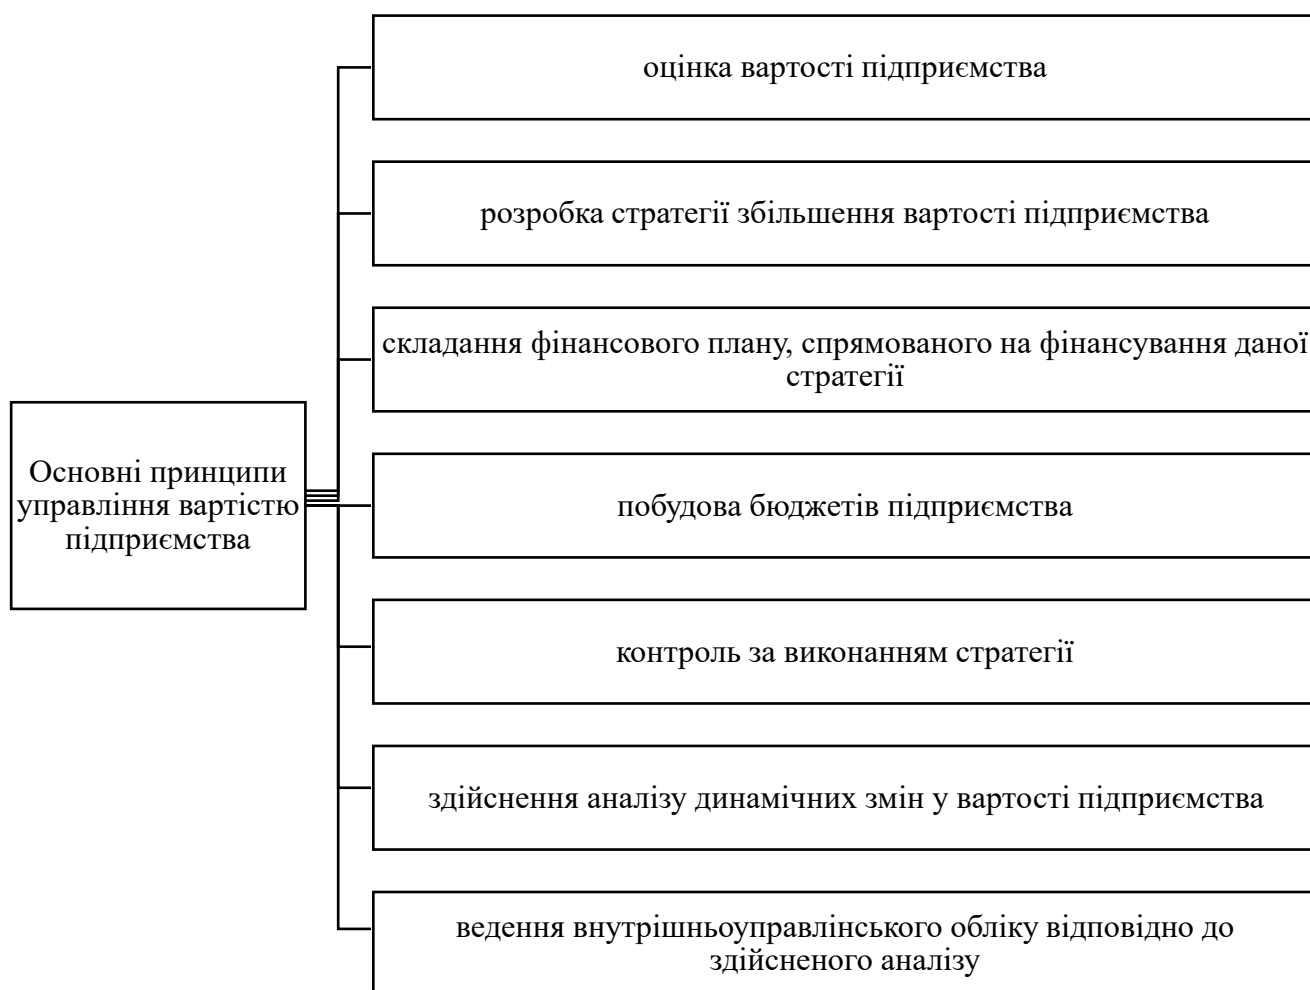 оцінка вартості підприємства
розробка стратегії збільшення вартості підприємства
складання фінансового плану, спрямованого на фінансування даної
стратегії
Основні принципи
управління вартістю
підприємства
побудова бюджетів підприємства
контроль за виконанням стратегії
здійснення аналізу динамічних змін у вартості підприємства
ведення внутрішньоуправлінського обліку відповідно до
здійсненого аналізу